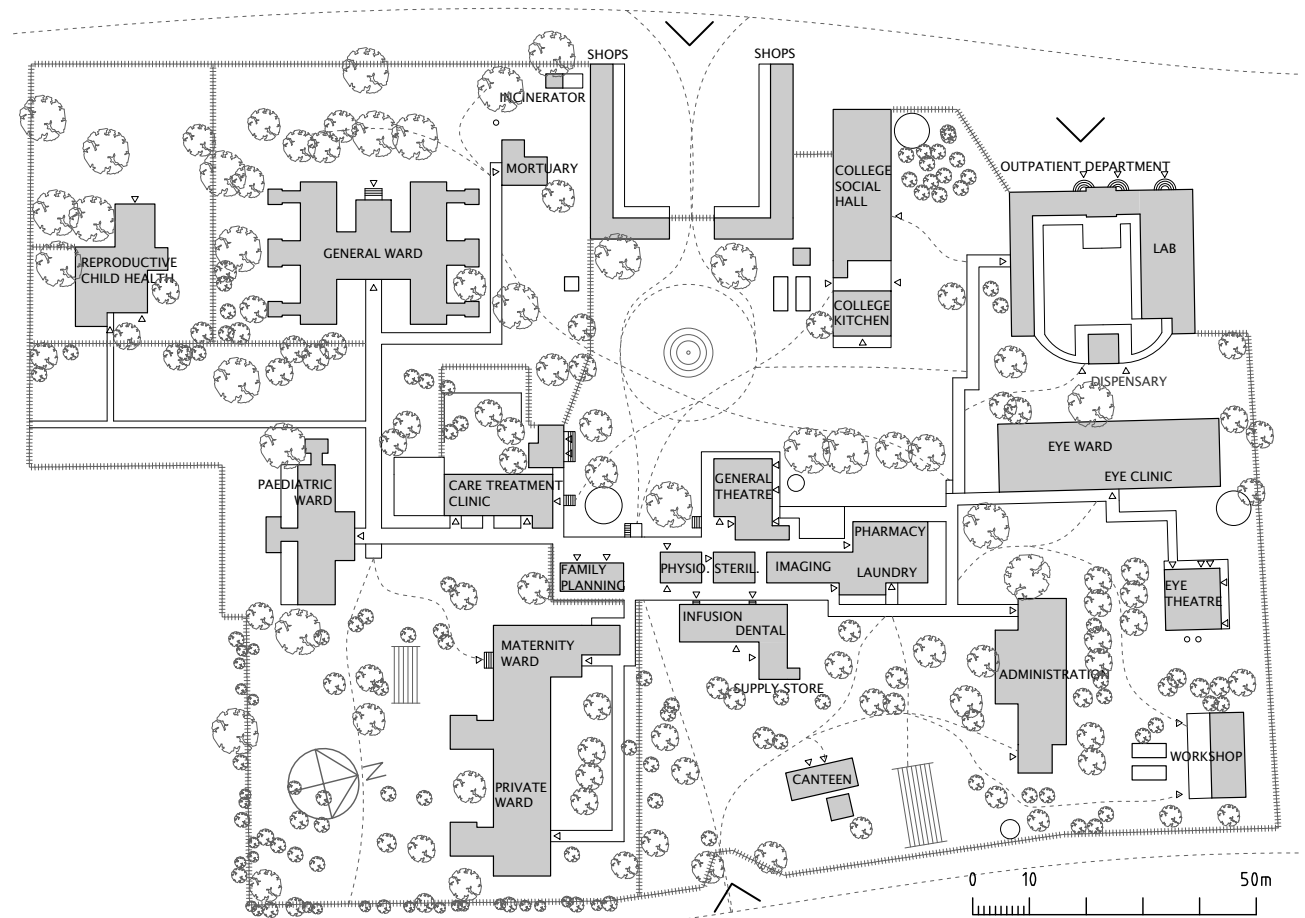 SHOPS
SHOPS
INCINERATOR
MORTUARY
COLLEGE
SOCIAL
HALL
OUTPATIENT DEPARTMENT
LAB
GENERAL WARD
REPRODUCTIVE
CHILD HEALTH
COLLEGE
KITCHEN
DISPENSARY
EYE WARD
EYE CLINIC
PAEDIATRIC
WARD
CARE TREATMENT
CLINIC
GENERAL
THEATRE
PHARMACY
LAUNDRY
FAMILY
PLANNING
PHYSIO.
STERIL.
IMAGING
EYE
THEATRE
INFUSION
DENTAL
SUPPLY STORE
MATERNITY
WARD
ADMINISTRATION
WORKSHOP
CANTEEN
PRIVATE
WARD
N
0 10 50m